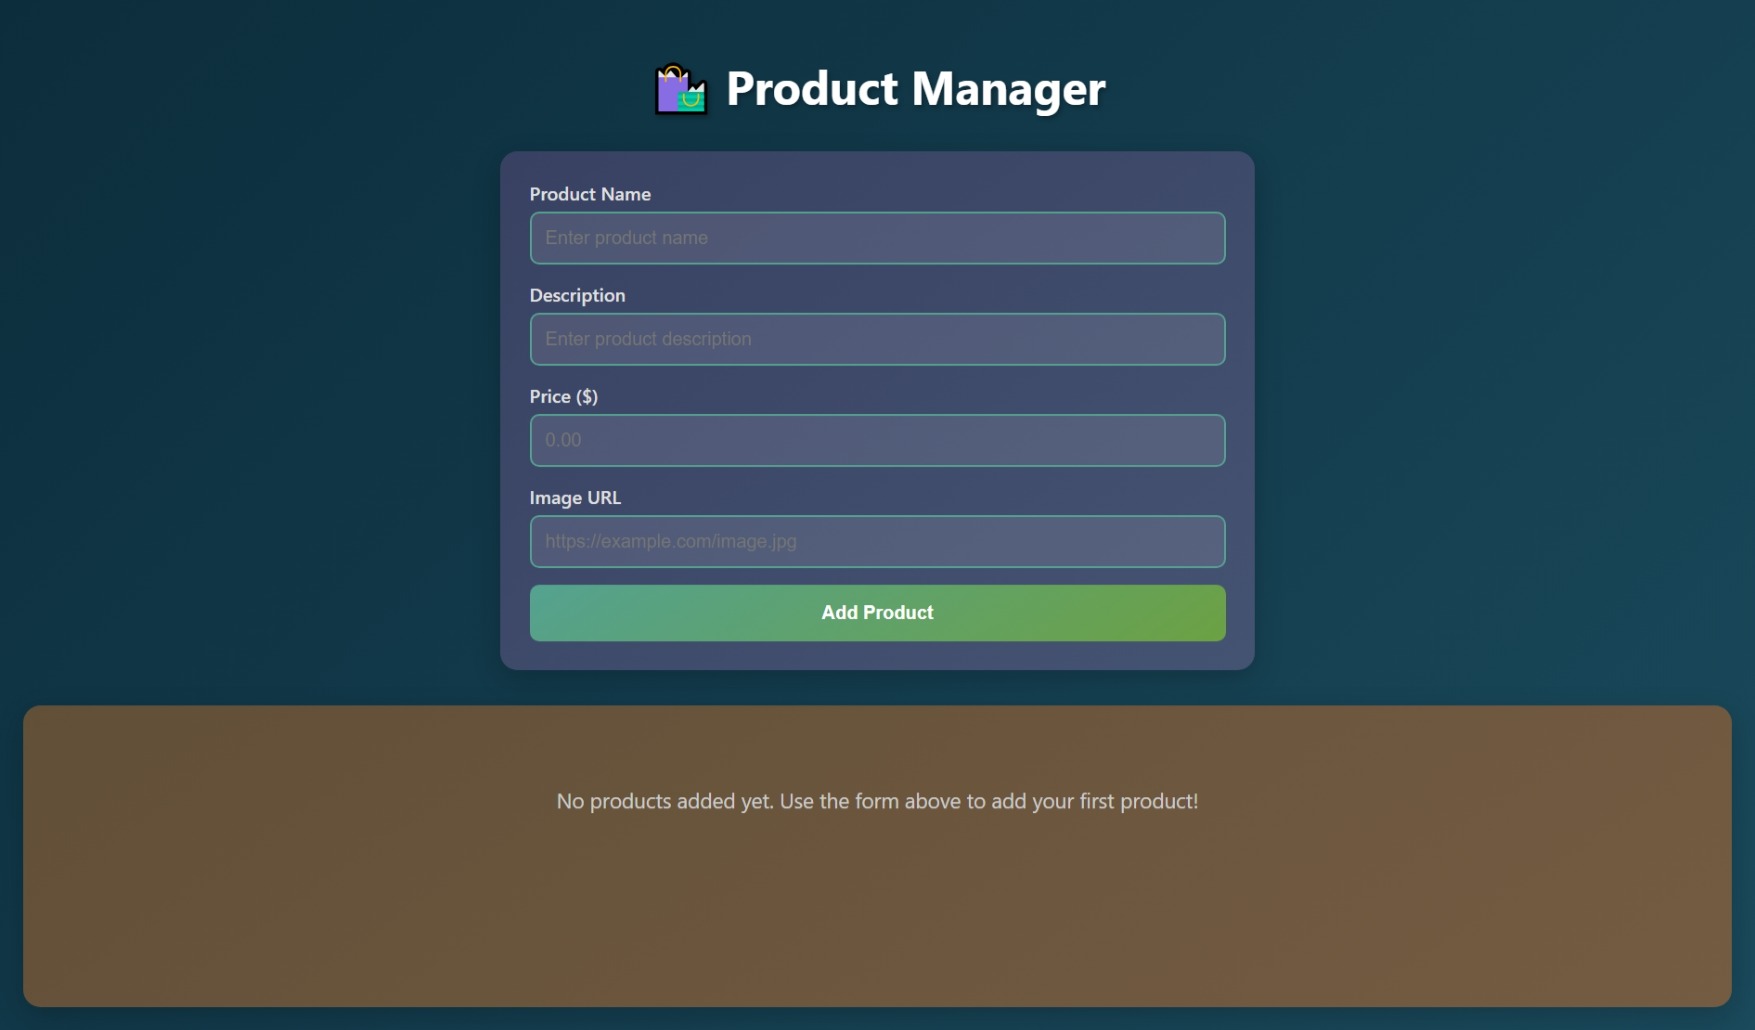 Product Manager
Product Name
Enter product name
Description
Enter product description
Price ($)
0.00
Image URL
https://example.com/image.jpg
Add Product
No products added yet. Use the form above to add your first product!